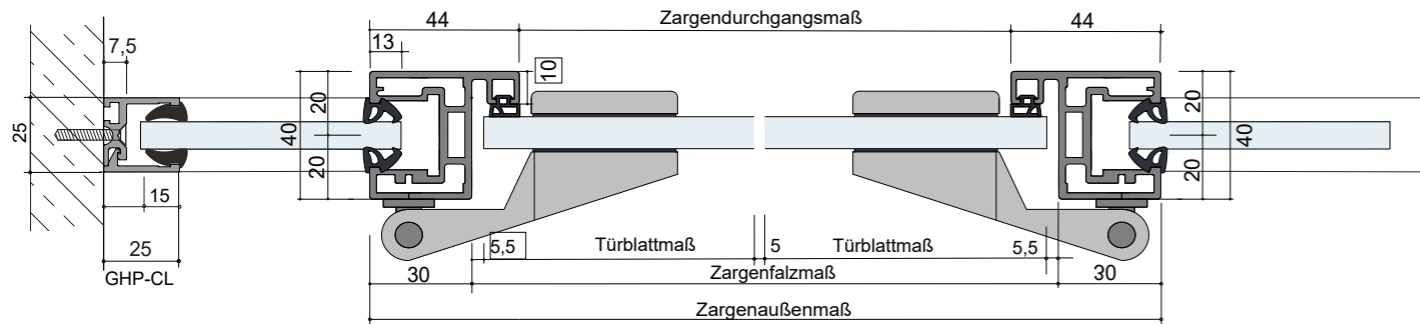 44 Zargendurchgangsmaß 44
13
7,5
10
20 20
25 40 40
20 20
15
5,5 Türblattmaß 5 Türblattmaß 5,5
25 30 Zargenfalzmaß 30
GHP-CL
Zargenaußenmaß